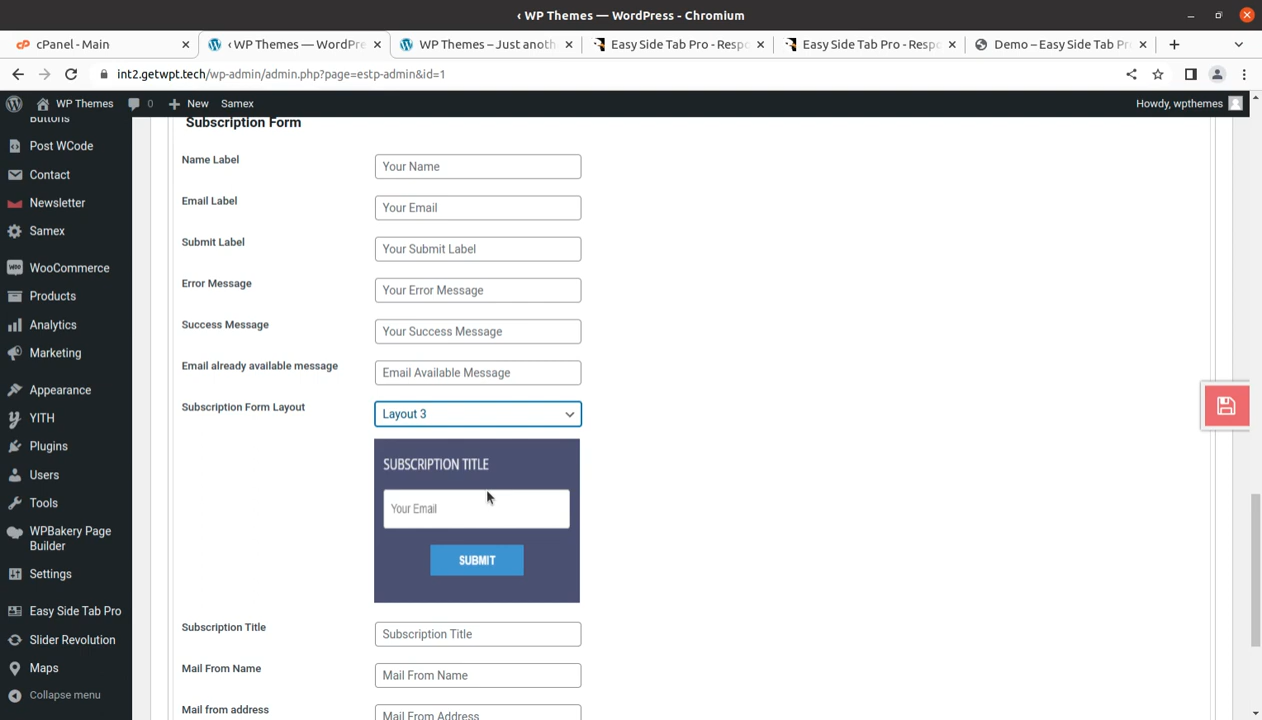 ‹ WP Themes — WordPress - Chromium
cPanel - Main
‹ WP Themes — WordPre
WP Themes – Just anoth
Easy Side Tab Pro - Respo
Easy Side Tab Pro - Respo
Demo – Easy Side Tab Pr
int2.getwpt.tech/wp-admin/admin.php?page=estp-admin&id=1
WP Themes
0
New
Samex
Howdy, wpthemes
Buttons
Post WCode
Contact
Newsletter
Samex
WooCommerce
Products
Analytics
Marketing
Appearance
YITH
Plugins
Users
Tools
WPBakery Page
Builder
Settings
Easy Side Tab Pro
Slider Revolution
Maps
Collapse menu
Subscription Form
Name Label
Your Name
Email Label
Your Email
Submit Label
Your Submit Label
Error Message
Your Error Message
Success Message
Your Success Message
Email already available message
Email Available Message
Subscription Form Layout
Layout 3
SUBSCRIPTION TITLE
Your Email
SUBMIT
Subscription Title
Subscription Title
Mail From Name
Mail From Name
Mail from address
Mail From Address